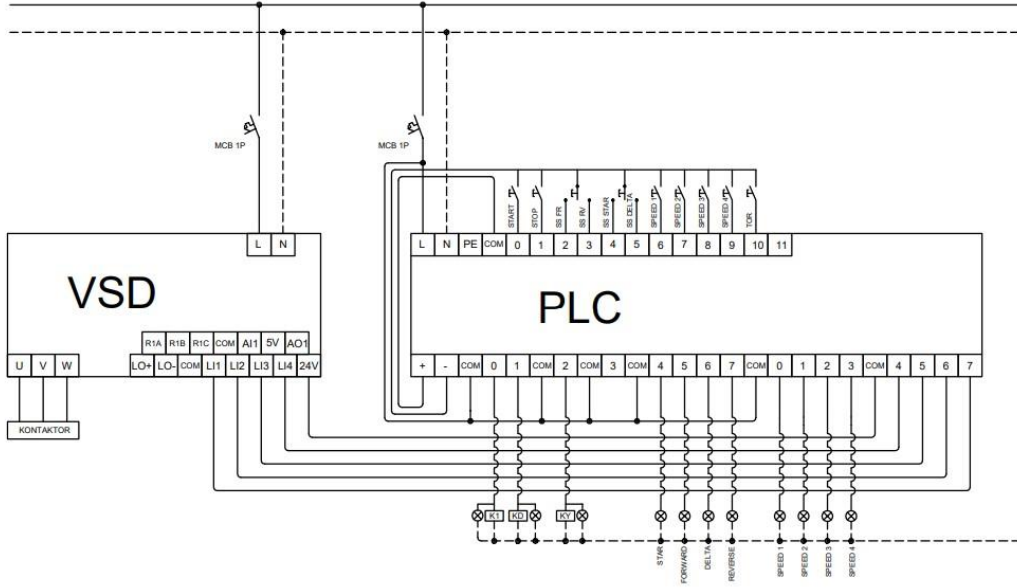 MCB 1P
MCB 1P
START
STOP
SS FR
SS RV
SS STAR
SS DELTA
SPEED 1
SPEED 2
SPEED 3
SPEED 4
TOR
L N
L N PE COM 0 1 2 3 4 5 6 7 8 9 10 11
VSD
PLC
R1A R1B R1C COM AI1 5V AO1
U V W
LO+ LO- COM LI1 LI2 LI3 LI4 24V
+ - COM 0 1 COM 2 COM 3 COM 4 5 6 7 COM 0 1 2 3 COM 4 5 6 7
KONTAKTOR
K1 KD KY
STAR
FORWARD
DELTA
REVERSE
SPEED 1
SPEED 2
SPEED 3
SPEED 4